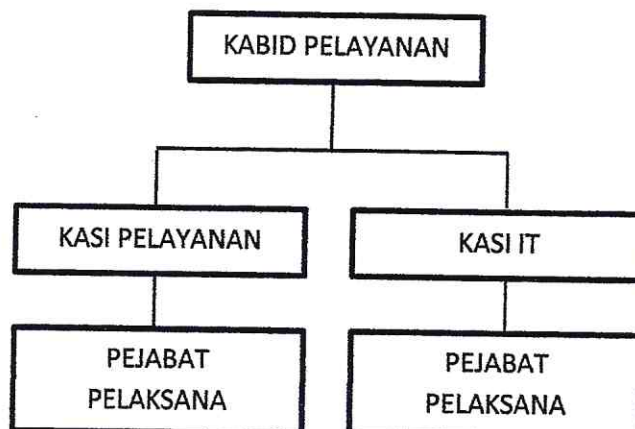 KABID PELAYANAN
KASI PELAYANAN
KASI IT
PEJABAT
PELAKSANA
PEJABAT
PELAKSANA